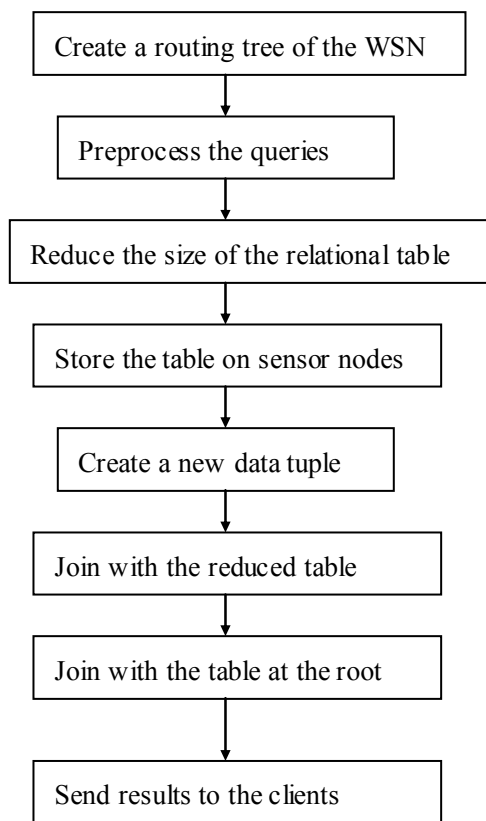 Create a routing tree of the WSN
Preprocess the queries
Reduce the size of the relational table
Store the table on sensor nodes
Create a new data tuple
Join with the reduced table
Join with the table at the root
Send results to the clients